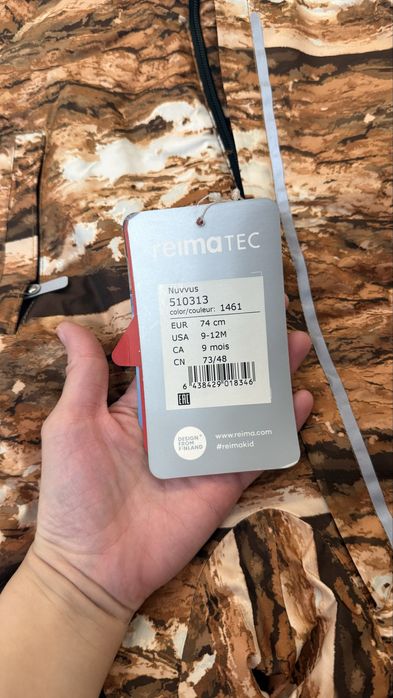 reimaTEC
Nuvvus
510313
color/couleur: 1461
EUR 74 cm
USA 9-12M
CA 9 mois
CN 73/48
6 438429 018346
EAC
DESIGN
FROM
FINLAND
www.reima.com
#reimakid